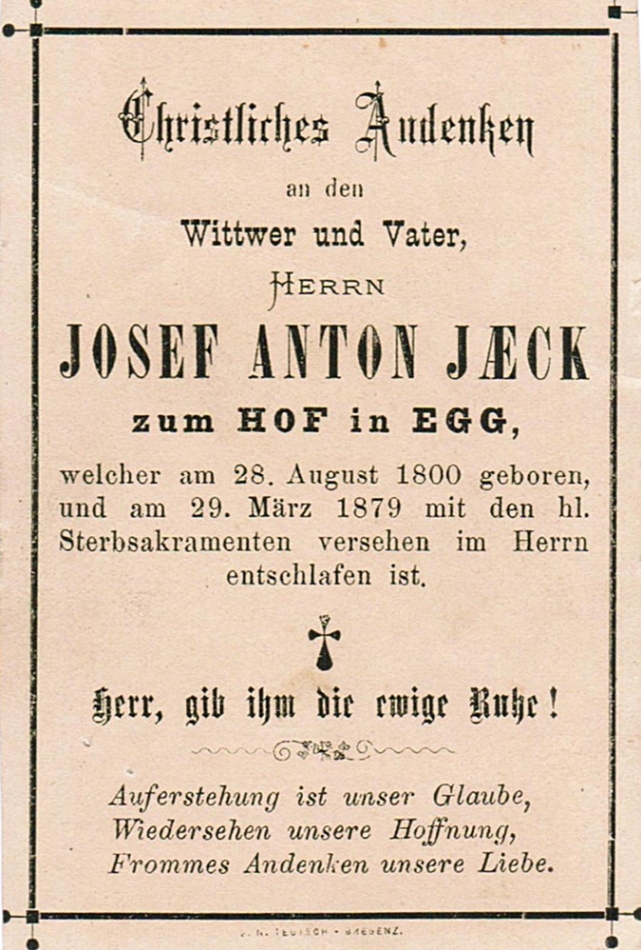 Christliches Andenken
an den
Wittwer und Vater,
HERRN
JOSEF ANTON JÆCK
zum HOF in EGG,
welcher am 28. August 1800 geboren,
und am 29. März 1879 mit den hl.
Sterbsakramenten versehen im Herrn
entschlafen ist.
Herr, gib ihm die ewige Ruhe!
Auferstehung ist unser Glaube,
Wiedersehen unsere Hoffnung,
Frommes Andenken unsere Liebe.
TEUTSCH - BREGENZ.